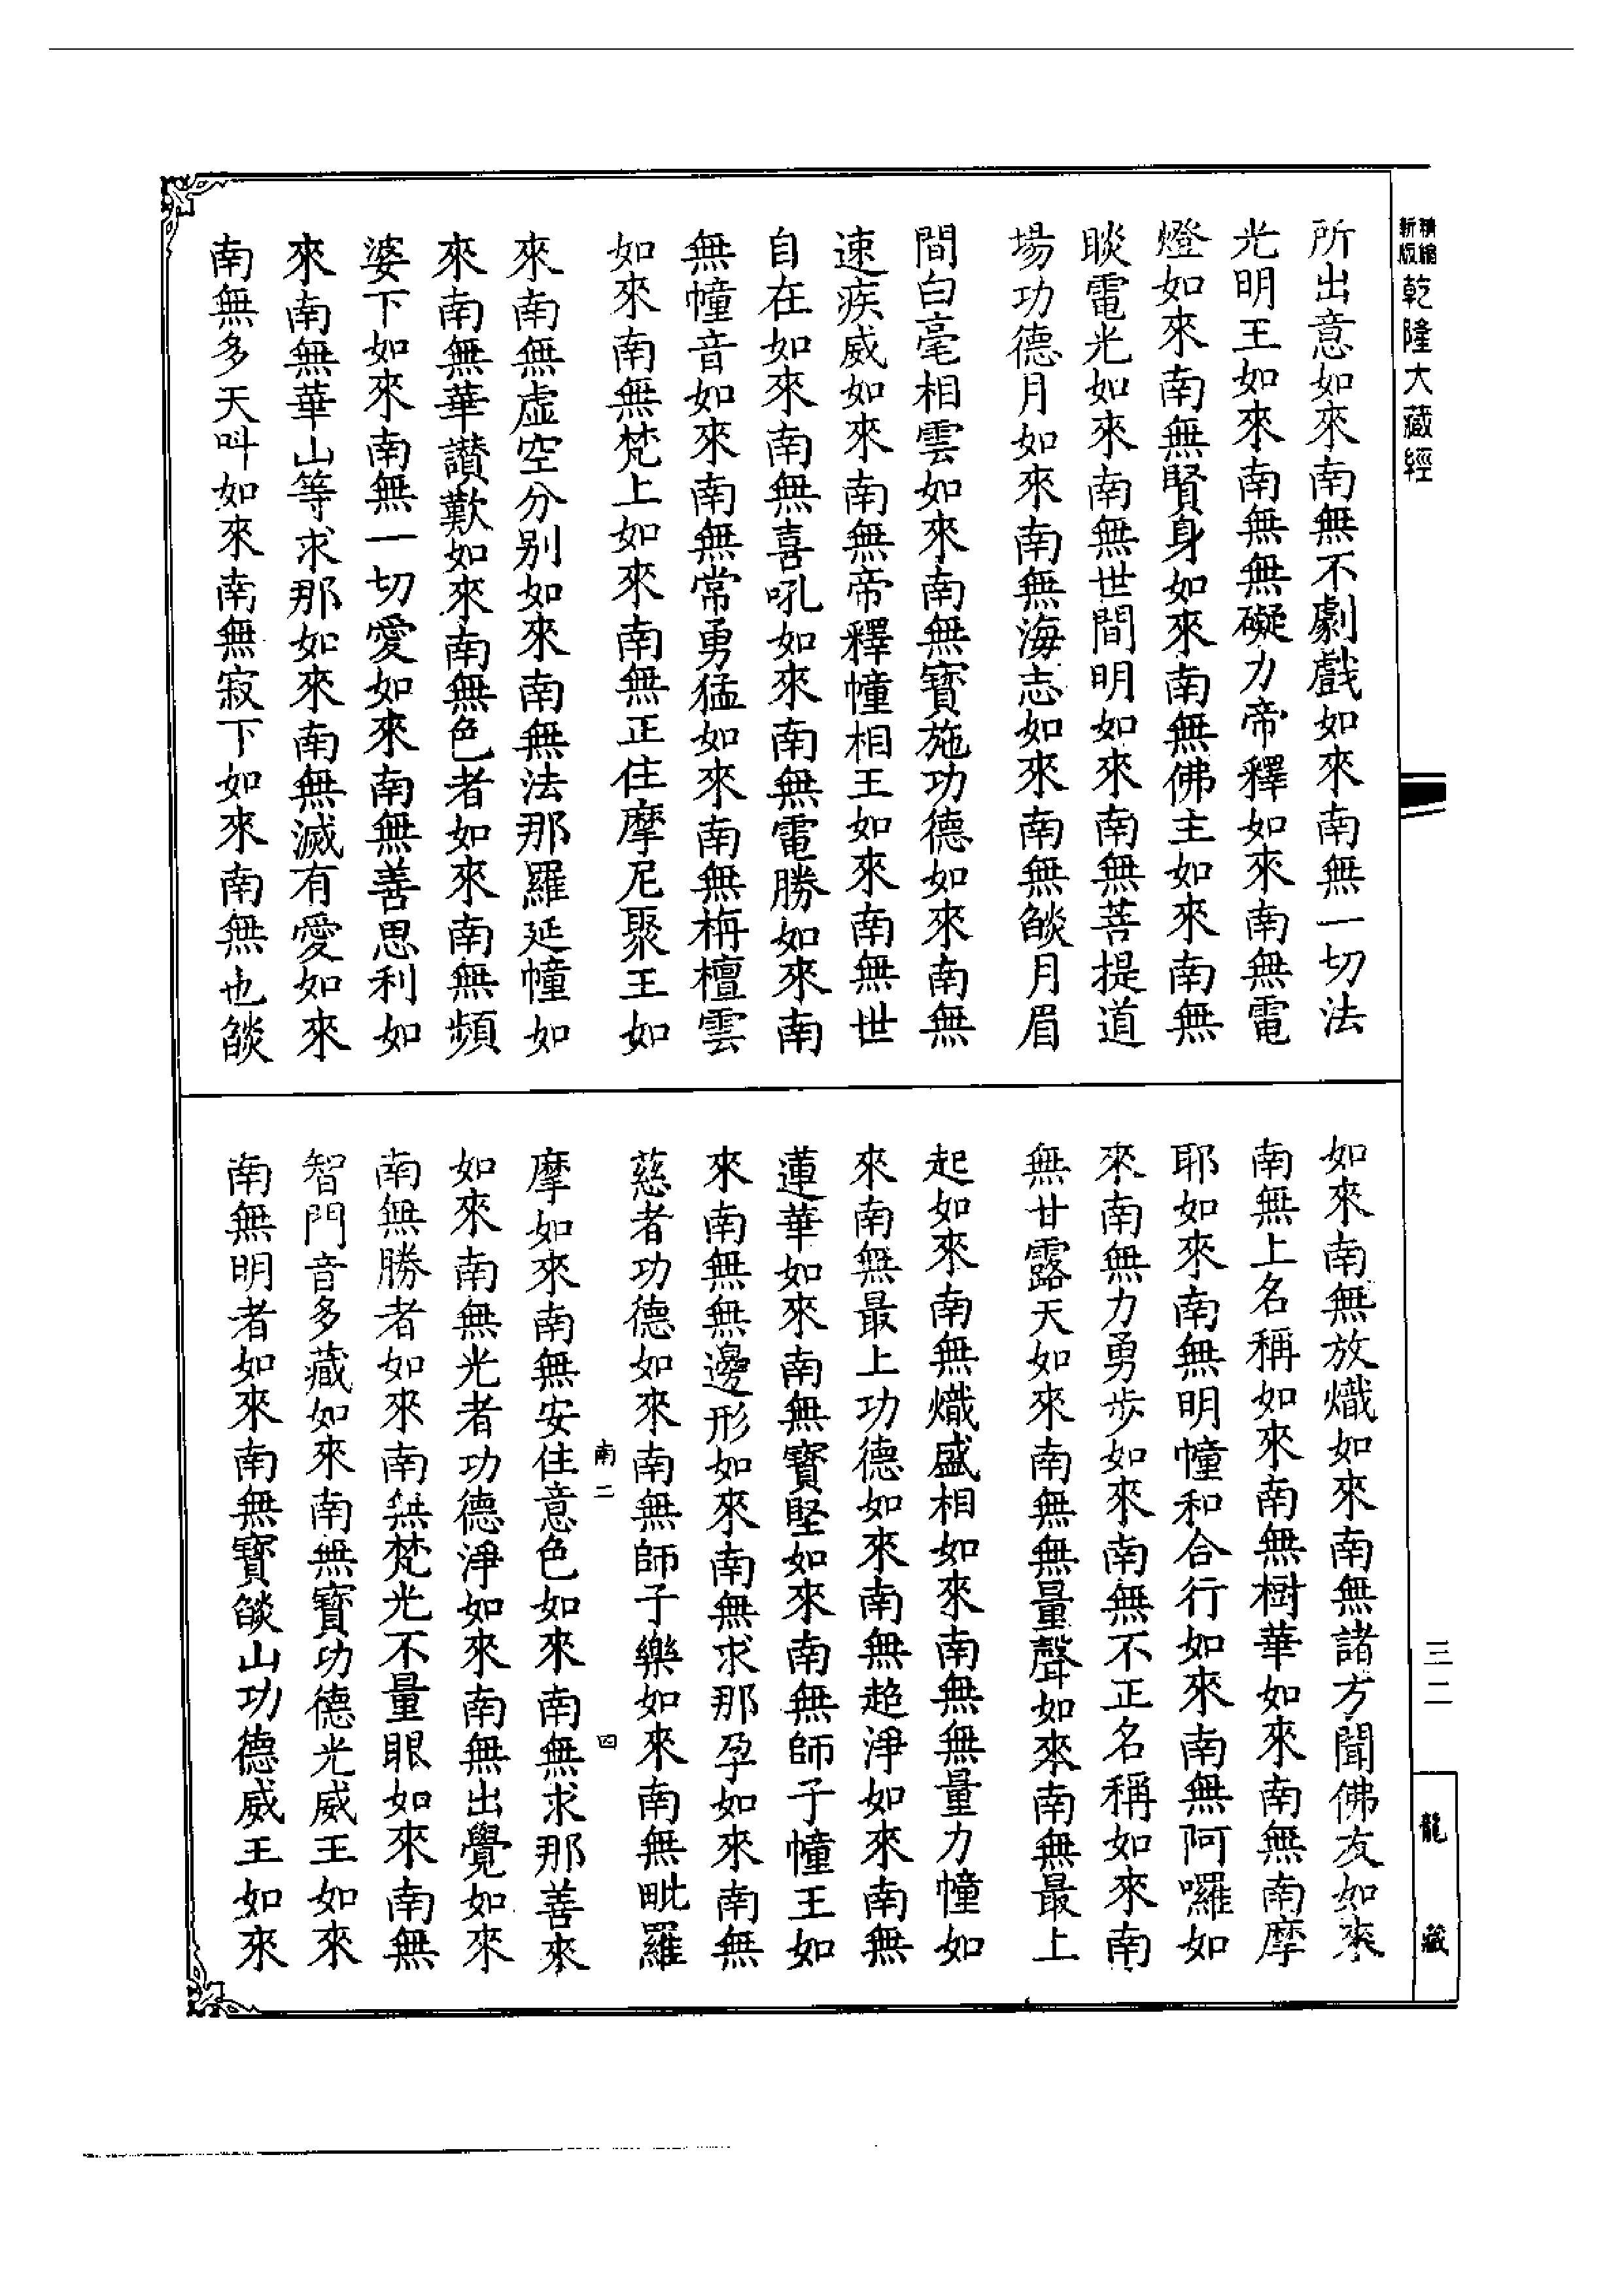 新版精縮乾隆大藏經
所出意如來南無不劇戲如來南無一切法
光明王如來南無無礙力帝釋如來南無電
燈如來南無賢身如來南無佛主如來南無
睒電光如來南無世間明如來南無菩提道
場功德月如來南無海志如來南無燄月眉
間白毫相雲如來南無寶施功德如來南無
速疾威如來南無帝釋幢相王如來南無世
自在如來南無喜吼如來南無電勝如來南
無幢音如來南無常勇猛如來南無栴檀雲
如來南無梵上如來南無正住摩尼聚王如
來南無虛空分別如來南無法那羅延幢如
來南無華讚歎如來南無色者如來南無頻
婆下如來南無一切愛如來南無善思利如
來南無華山等求那如來南無滅有愛如來
南無多天叫如來南無寂下如來南無也燄
如來南無放熾如來南無諸方聞佛友如來
南無上名稱如來南無樹華如來南無南摩
耶如來南無明幢和合行如來南無阿囉如
來南無力勇步如來南無不正名稱如來南
無甘露天如來南無無量聲如來南無最上
起如來南無熾盛相如來南無無量力幢如
來南無最上功德如來南無超淨如來南無
蓮華如來南無寶堅如來南無師子幢王如
來南無無邊形如來南無求那孕如來南無
慈者功德如來南無師子樂如來南無毗羅
南二 四
摩如來南無安住意色如來南無求那善來
如來南無光者功德淨如來南無出覺如來
南無勝者如來南無梵光不量眼如來南無
智門音多藏如來南無寶功德光威王如來
南無明者如來南無寶燄山功德威王如來
三二
龍藏